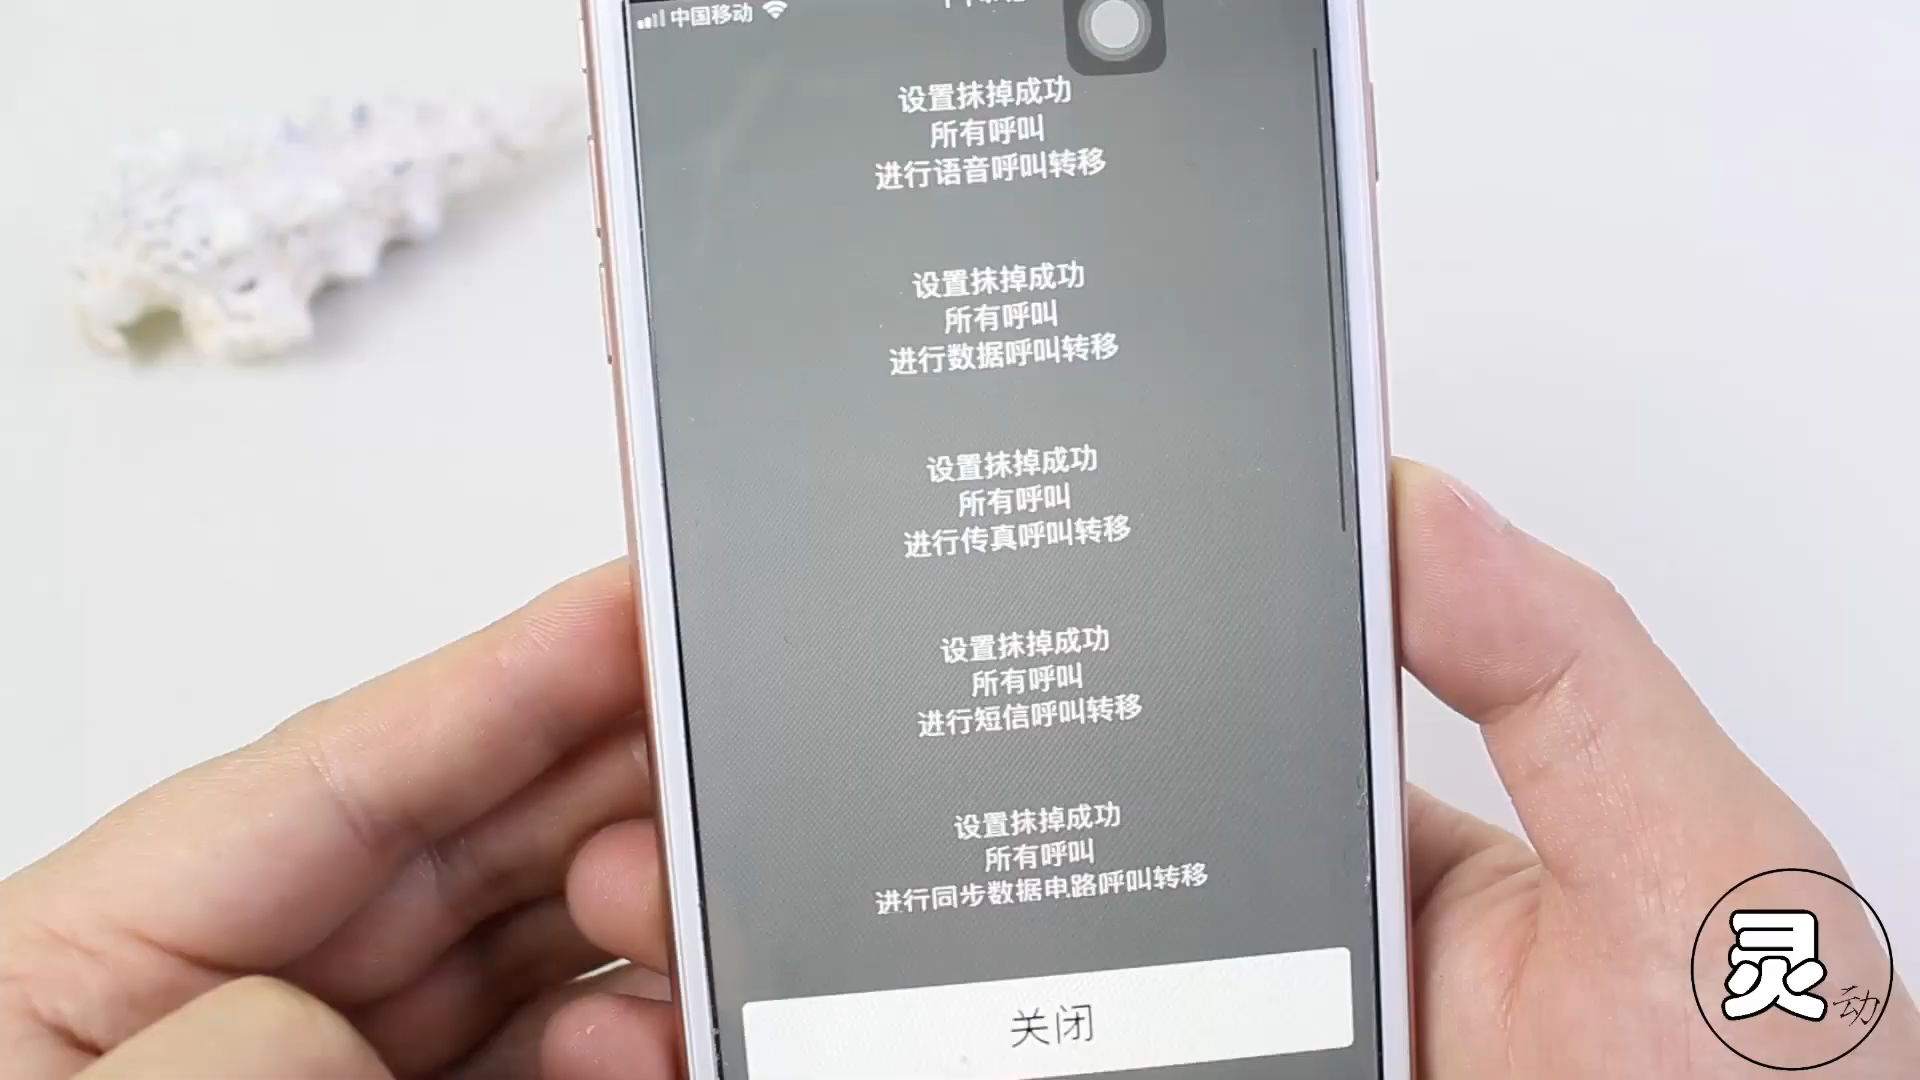 中国移动
设置抹掉成功
所有呼叫
进行语音呼叫转移
设置抹掉成功
所有呼叫
进行数据呼叫转移
设置抹掉成功
所有呼叫
进行传真呼叫转移
设置抹掉成功
所有呼叫
进行短信呼叫转移
设置抹掉成功
所有呼叫
进行同步数据电路呼叫转移
关闭
灵动